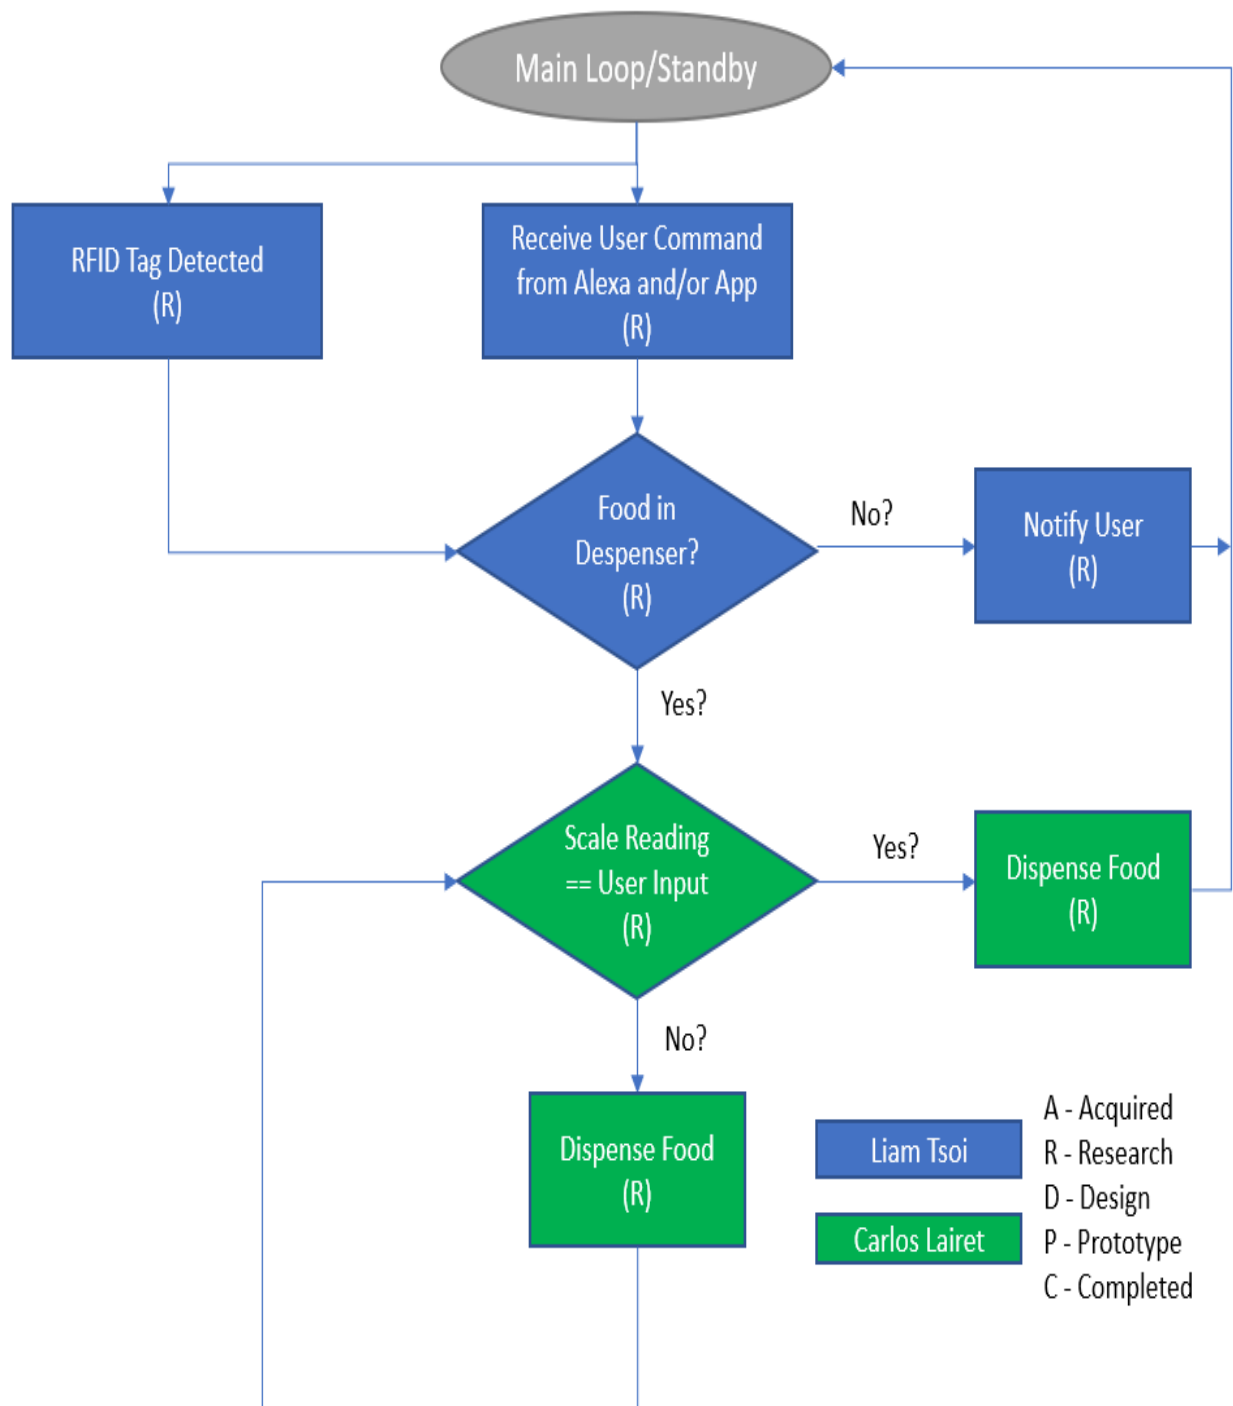 Main Loop/Standby
RFID Tag Detected
(R)
Receive User Command
from Alexa and/or App
(R)
Food in
Despenser?
(R)
No?
Notify User
(R)
Yes?
Scale Reading
== User Input
(R)
Yes?
Dispense Food
(R)
No?
Dispense Food
(R)
Liam Tsoi
Carlos Lairet
A - Acquired
R - Research
D - Design
P - Prototype
C - Completed